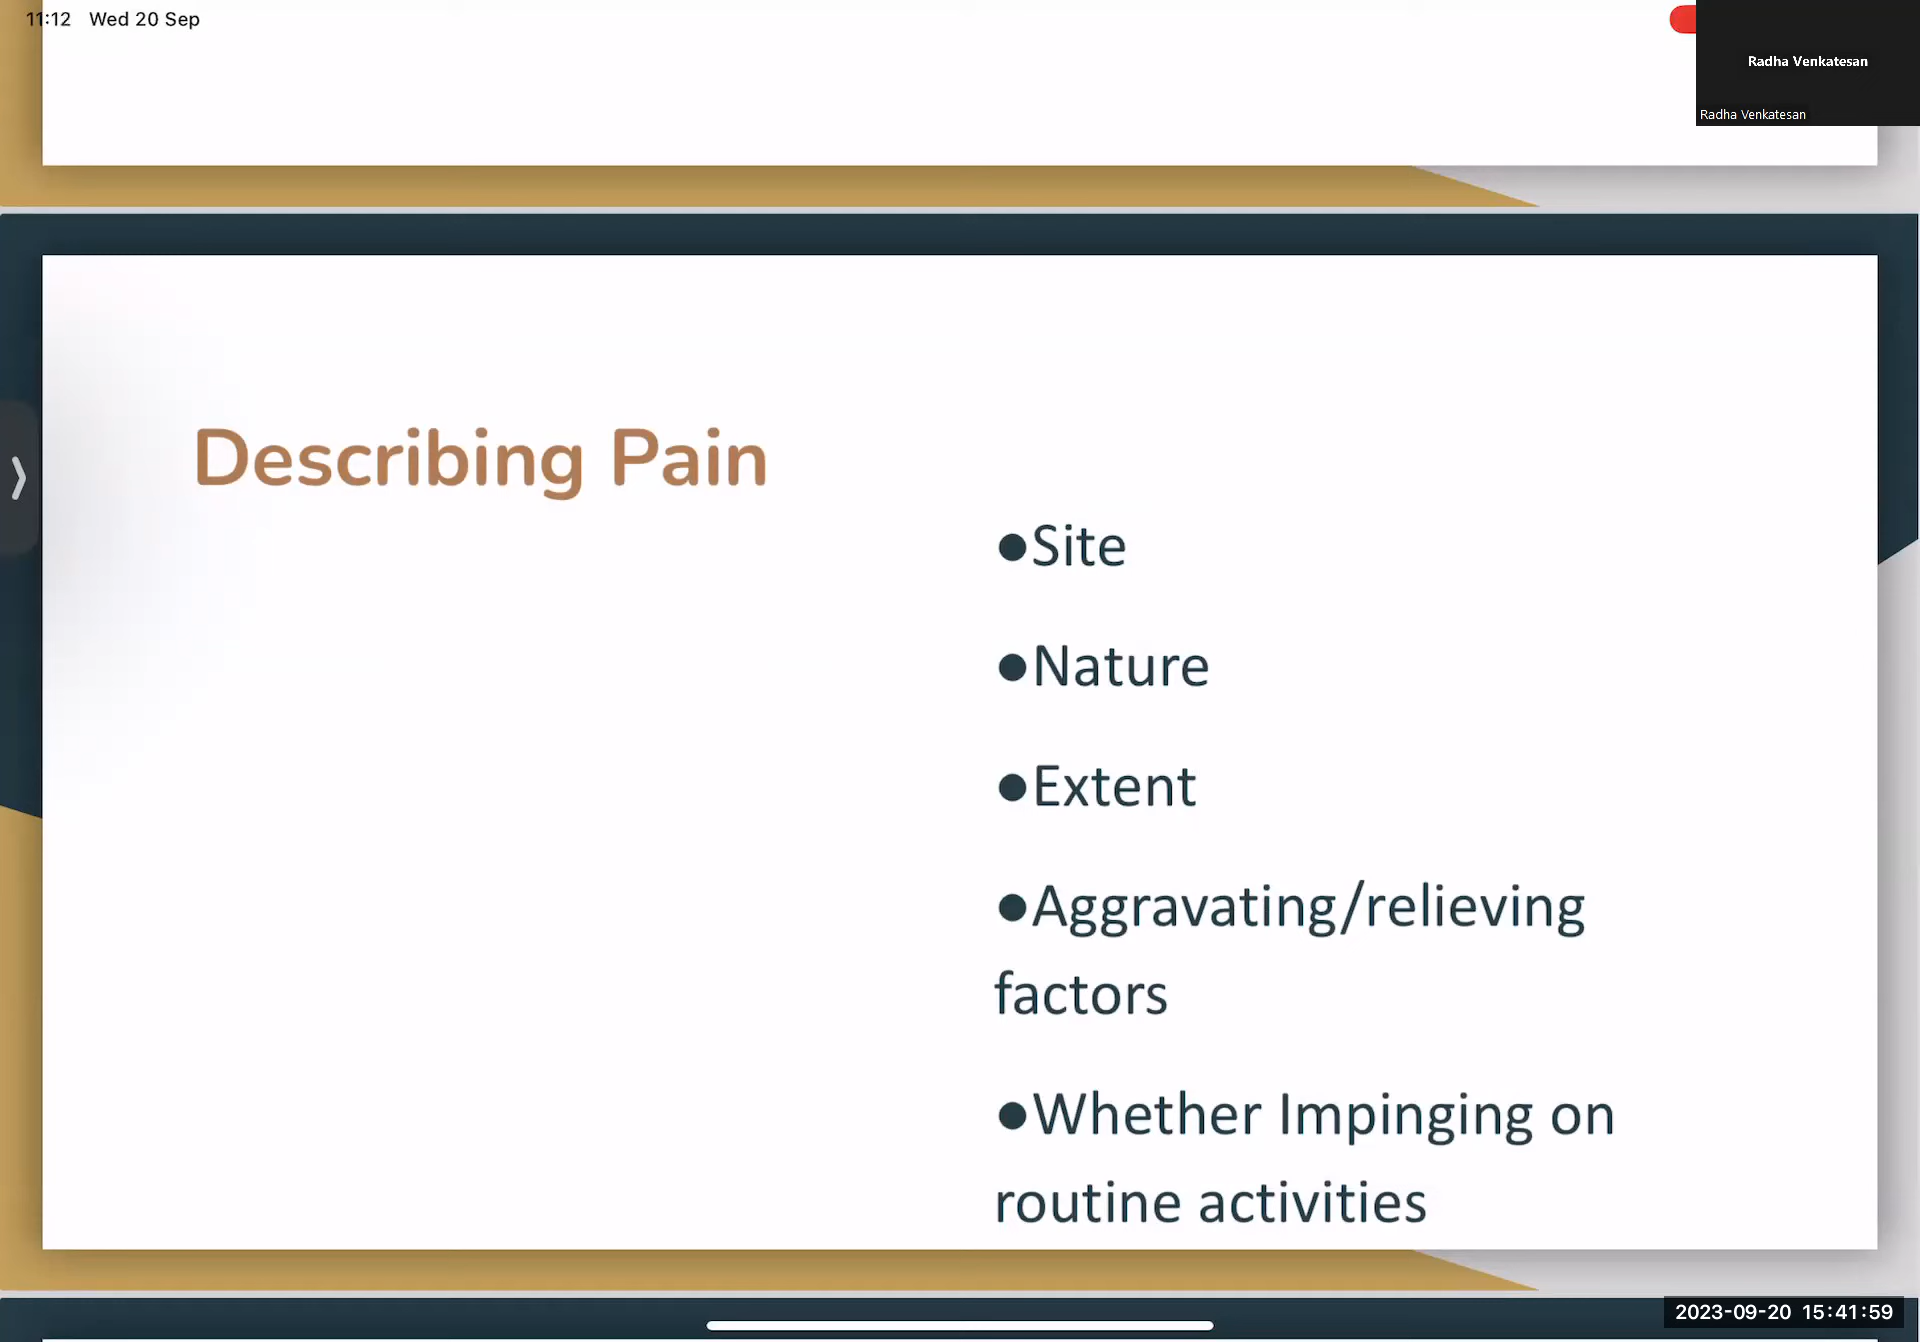 11:12 Wed 20 Sep
Radha Venkatesan
Radha Venkatesan
Describing Pain
●Site
●Nature
●Extent
●Aggravating/relieving
factors
●Whether Impinging on
routine activities
2023-09-20 15:41:59